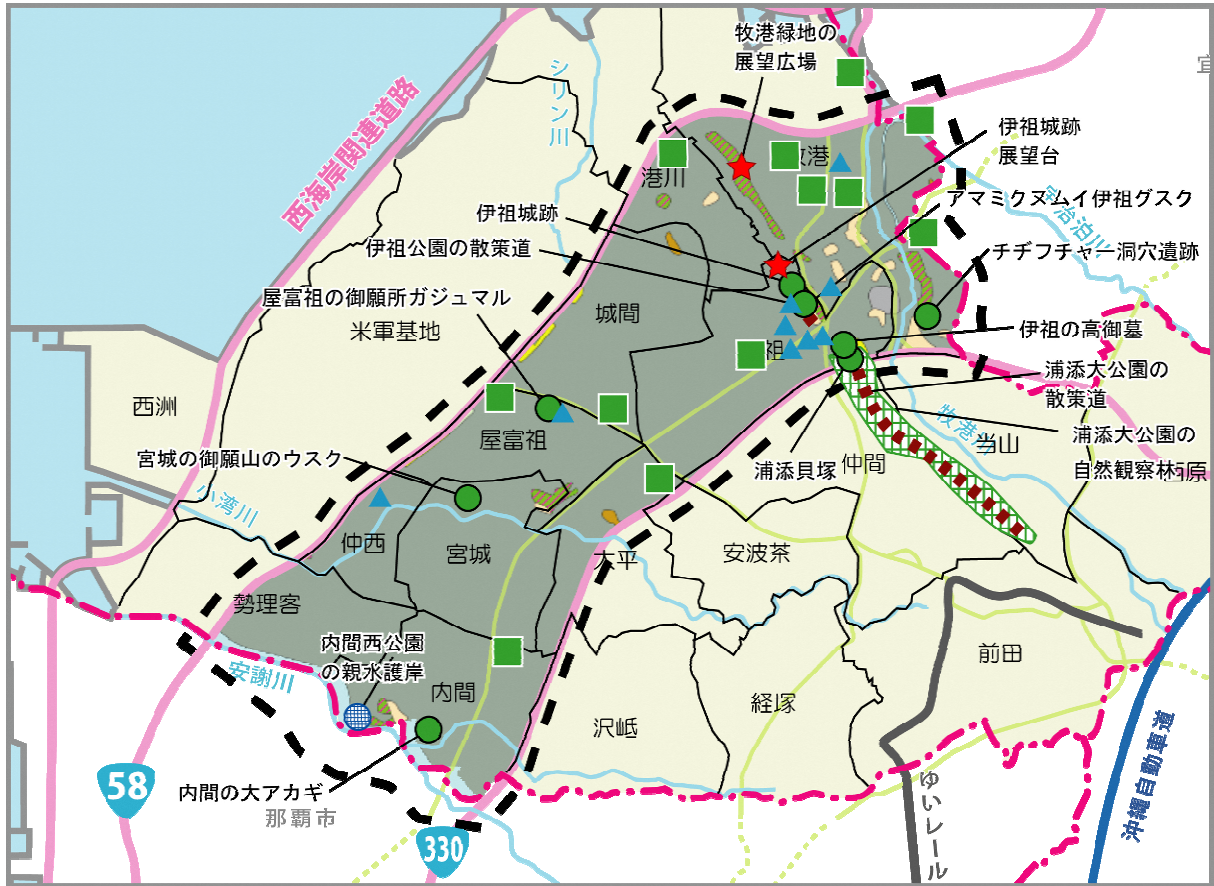 牧港緑地の
展望広場
宜
シリン川
西海岸関連道路
伊祖城跡
展望台
港川
牧港
宇治泊川
アマミクヌムイ伊祖グスク
伊祖城跡
伊祖公園の散策道
チヂフチャー洞穴遺跡
屋富祖の御願所ガジュマル
米軍基地
城間
伊祖の高御墓
祖
浦添大公園の
散策道
西洲
屋富祖
牧港川
当山
浦添大公園の
自然観察林
西原
宮城の御願山のウスク
浦添貝塚
仲間
小湾川
仲西
宮城
大平
安波茶
勢理客
内間西公園
の親水護岸
前田
安謝川
内間
経塚
沢岻
58
内間の大アカギ
那覇市
330
ゆいレール
沖縄自動車道